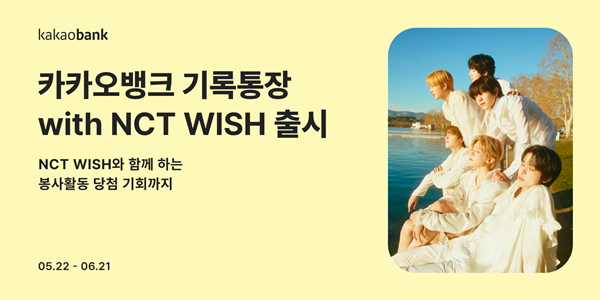 kakaobank
카카오뱅크 기록통장
with NCT WISH 출시
NCT WISH와 함께 하는
봉사활동 당첨 기회까지
05.22 - 06.21